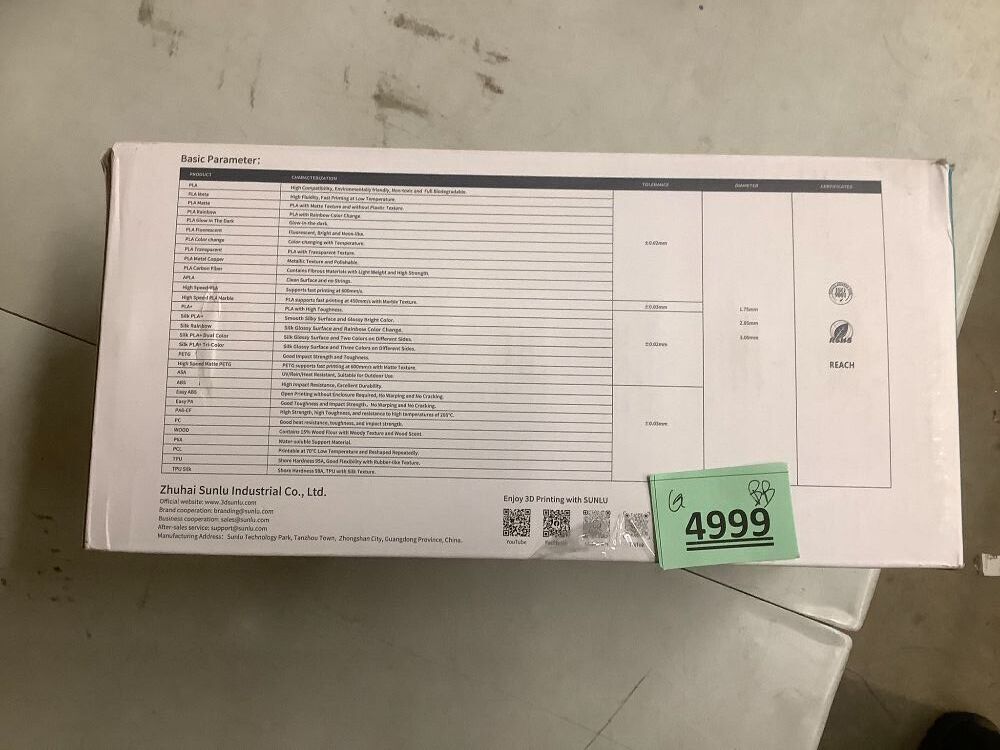 Basic Parameter:
PRODUCT CHARACTERIZATION TOLERANCE DIAMETER CERTIFICATES
PLA High Compatibility, Environmentally friendly, Non-toxic and Full Biodegradable.
PLA Meta High Fluidity, Fast Printing at Low Temperature.
PLA Matte PLA with Matte Texture and without Plastic Texture.
PLA Rainbow PLA with Rainbow Color Change.
PLA Glow In The Dark Glow-in-the-dark.
PLA Fluorescent Fluorescent, Bright and Neon-like.
PLA Color change Color-changing with Temperature.
PLA Transparent PLA with Transparent Texture.
PLA Metal Copper Metallic Texture and Polishable.
PLA Carbon Fiber Contains Fibrous Materials with Light Weight and High Strength.
APLA Clean Surface and no Strings.
High Speed PLA Supports fast printing at 600mm/s.
High Speed PLA Marble PLA supports fast printing at 450mm/s with Marble Texture.
PLA+ PLA with High Toughness.
Silk PLA+ Smooth Silky Surface and Glossy Bright Color.
Silk Rainbow Silk Glossy Surface and Rainbow Color Change.
Silk PLA+ Dual Color Silk Glossy Surface and Two Colors on Different Sides.
Silk PLA+ Tri-Color Silk Glossy Surface and Three Colors on Different Sides.
PETG Good Impact Strength and Toughness.
High Speed Matte PETG PETG supports fast printing at 600mm/s with Matte Texture.
ASA UV/Rain/Heat Resistant, Suitable for Outdoor Use.
ABS High Impact Resistance, Excellent Durability.
Easy ABS Open Printing without Enclosure Required, No Warping and No Cracking.
Easy PA Good Toughness and Impact Strength, No Warping and No Cracking.
PA6-CF High Strength, high Toughness, and resistance to high temperatures of
PC Good heat resistance, toughness, and impact strength.
WOOD Contains 15% Wood Flour with Woody Texture and Wood Scent.
PVA Water-soluble Support Material.
PCL Printable at 70°C Low Temperature and Reshaped Repeatedly.
TPU Shore Hardness 95A, Good Flexibility with Rubber-like Texture.
TPU Silk Shore Hardness 98A, TPU with Silk Texture.
±0.02mm
±0.03mm
±0.02mm
±0.03mm
1.75mm
2.85mm
3.00mm
ISO
9001
RoHS
REACH
Zhuhai Sunlu Industrial Co., Ltd.
Official website: www.3dsunlu.com
Brand cooperation: branding@sunlu.com
Business cooperation: sales@sunlu.com
After-sales service: support@sunlu.com
Manufacturing Address: Sunlu Technology Park, Tanzhou Town, Zhongshan City, Guangdong Province, China.
Enjoy 3D Printing with SUNLU
YouTube
G BB
4999